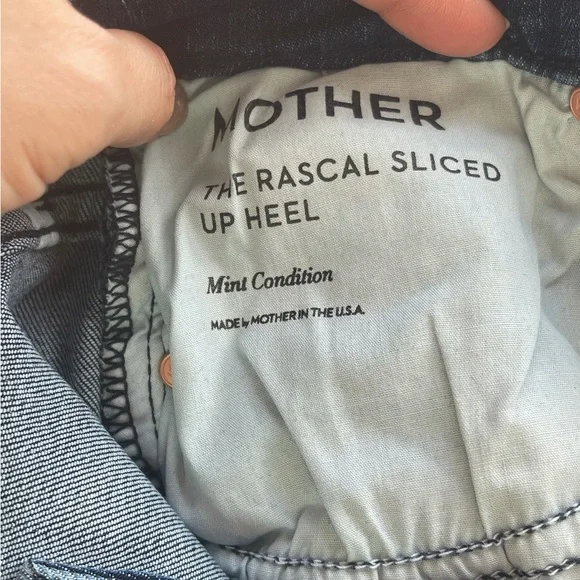 MOTHER
THE RASCAL SLICED
UP HEEL
Mint Condition
MADE by MOTHER IN THE U.S.A.